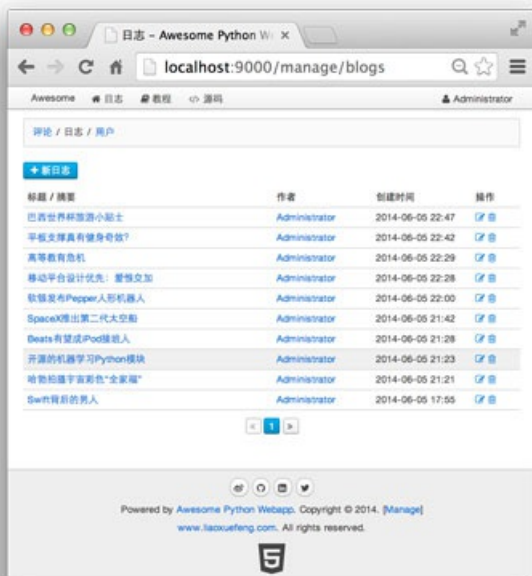 日志 - Awesome Python W
localhost:9000/manage/blogs
Awesome 日志 教程 源码 Administrator
评论 / 日志 / 用户
新日志
标题 / 摘要 作者 创建时间 操作
巴西世界杯旅游小贴士 Administrator 2014-06-05 22:47
平板支撑真有健身奇效? Administrator 2014-06-05 22:42
高等教育危机 Administrator 2014-06-05 22:29
移动平台设计优先：爱恨交加 Administrator 2014-06-05 22:28
软银发布Pepper人形机器人 Administrator 2014-06-05 22:00
SpaceX推出第二代太空船 Administrator 2014-06-05 21:42
Beats有望成iPod接班人 Administrator 2014-06-05 21:28
开源的机器学习Python模块 Administrator 2014-06-05 21:23
哈勃拍摄宇宙彩色"全家福" Administrator 2014-06-05 21:21
Swift背后的男人 Administrator 2014-06-05 17:55
« 1 »
Powered by Awesome Python Webapp. Copyright © 2014. [Manage]
www.liaoxuefeng.com. All rights reserved.
5